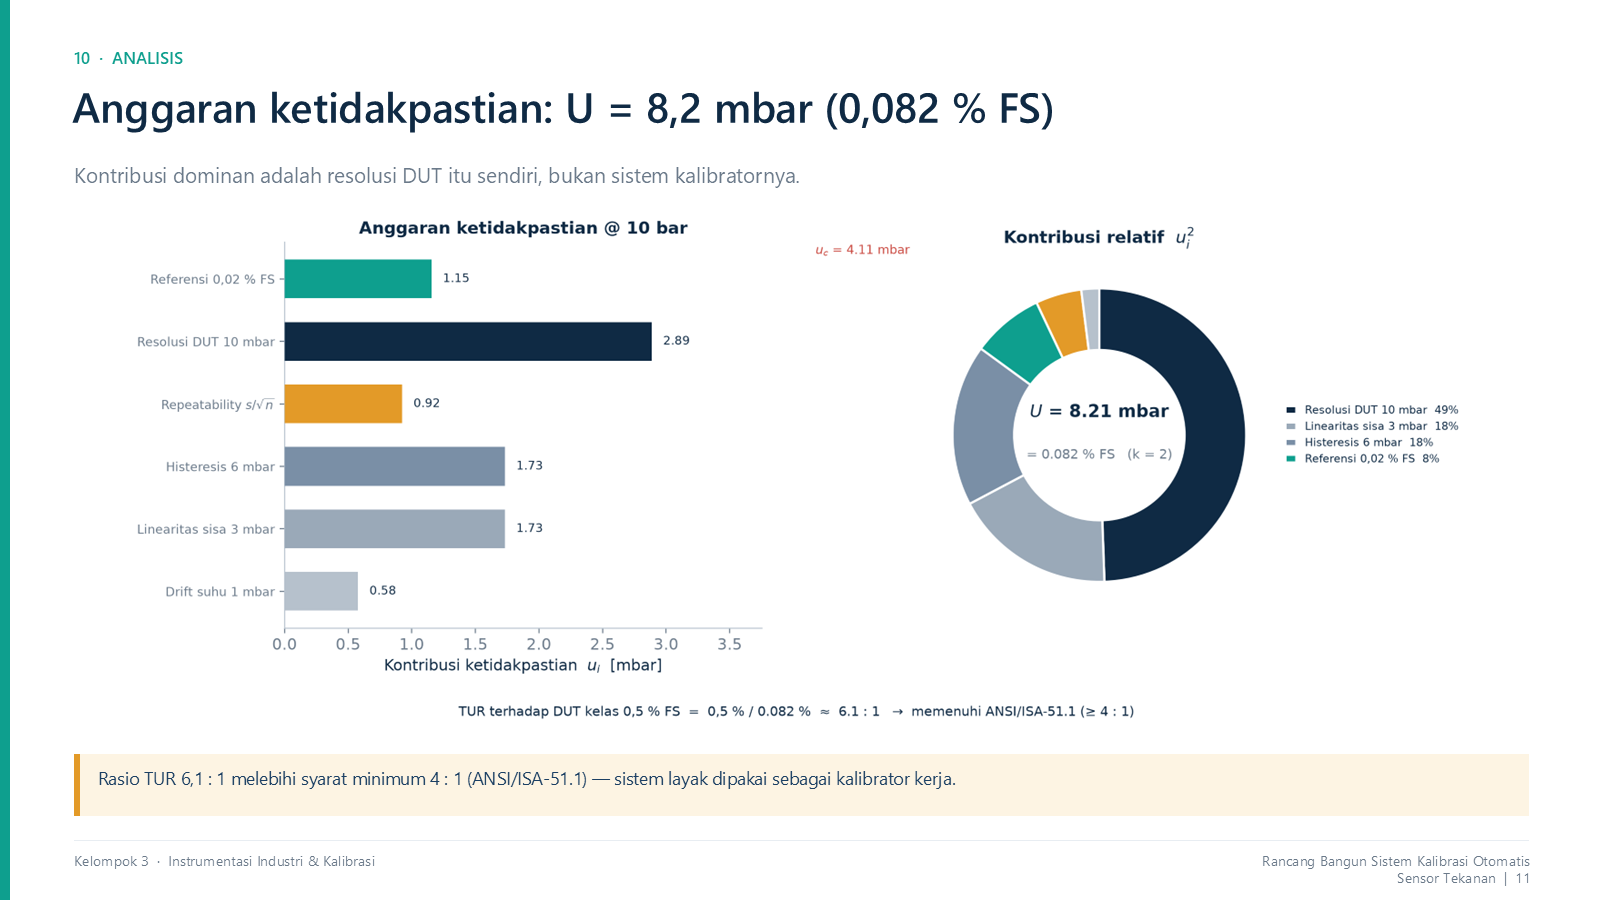 10 · ANALISIS
Anggaran ketidakpastian: U = 8,2 mbar (0,082 % FS)
Kontribusi dominan adalah resolusi DUT itu sendiri, bukan sistem kalibratornya.
Anggaran ketidakpastian @ 10 bar
u_c = 4.11 mbar
Referensi 0,02 % FS 1.15
Resolusi DUT 10 mbar 2.89
Repeatability s/√n 0.92
Histeresis 6 mbar 1.73
Linearitas sisa 3 mbar 1.73
Drift suhu 1 mbar 0.58
0.0 0.5 1.0 1.5 2.0 2.5 3.0 3.5
Kontribusi ketidakpastian u_i [mbar]
Kontribusi relatif u_i^2
U = 8.21 mbar
= 0.082 % FS (k = 2)
Resolusi DUT 10 mbar 49%
Linearitas sisa 3 mbar 18%
Histeresis 6 mbar 18%
Referensi 0,02 % FS 8%
TUR terhadap DUT kelas 0,5 % FS = 0,5 % / 0.082 % ≈ 6.1 : 1 → memenuhi ANSI/ISA-51.1 (≥ 4 : 1)
Rasio TUR 6,1 : 1 melebihi syarat minimum 4 : 1 (ANSI/ISA-51.1) — sistem layak dipakai sebagai kalibrator kerja.
Kelompok 3 · Instrumentasi Industri & Kalibrasi
Rancang Bangun Sistem Kalibrasi Otomatis
Sensor Tekanan | 11